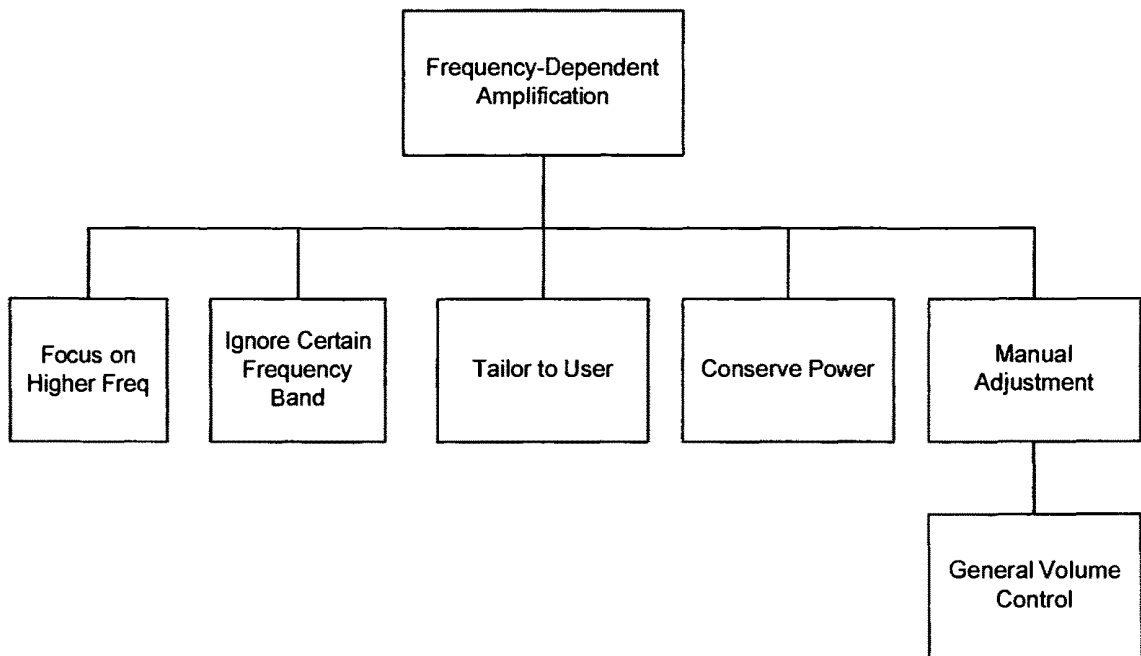 Frequency-Dependent
Amplification
Focus on
Higher Freq
Ignore Certain
Frequency
Band
Tailor to User
Conserve Power
Manual
Adjustment
General Volume
Control